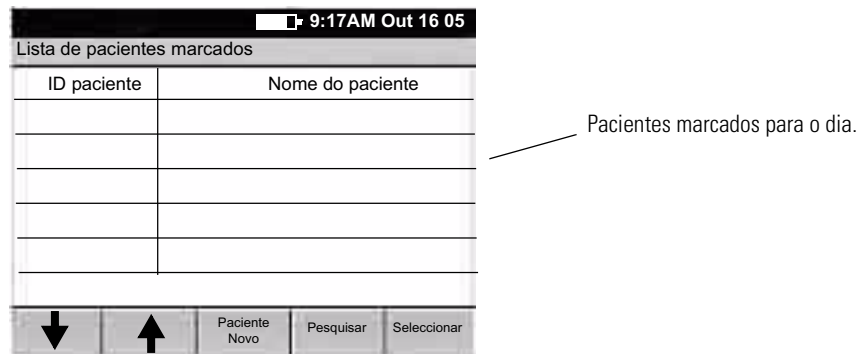 9:17AM Out 16 05
Lista de pacientes marcados
ID paciente Nome do paciente
Pacientes marcados para o dia.
Paciente Novo Pesquisar Seleccionar